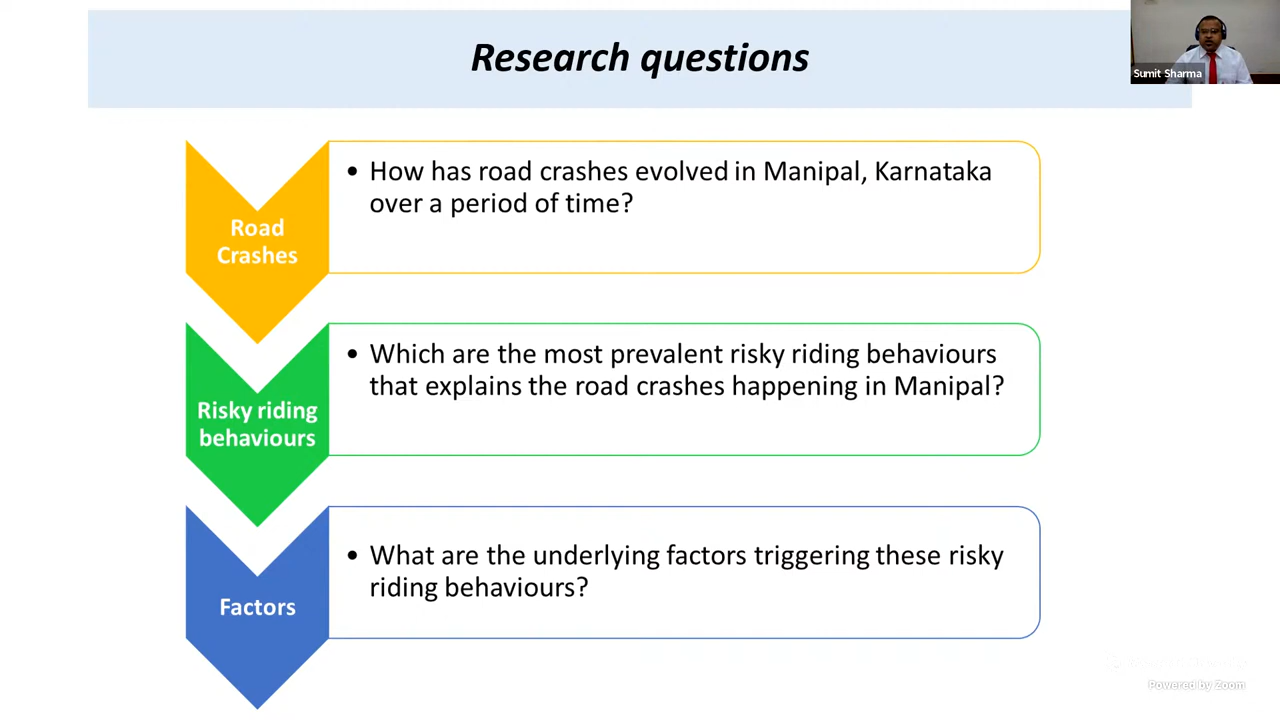 Research questions
Sumit Sharma
Road
Crashes
• How has road crashes evolved in Manipal, Karnataka
over a period of time?
Risky riding
behaviours
• Which are the most prevalent risky riding behaviours
that explains the road crashes happening in Manipal?
Factors
• What are the underlying factors triggering these risky
riding behaviours?
Powered by Zoom